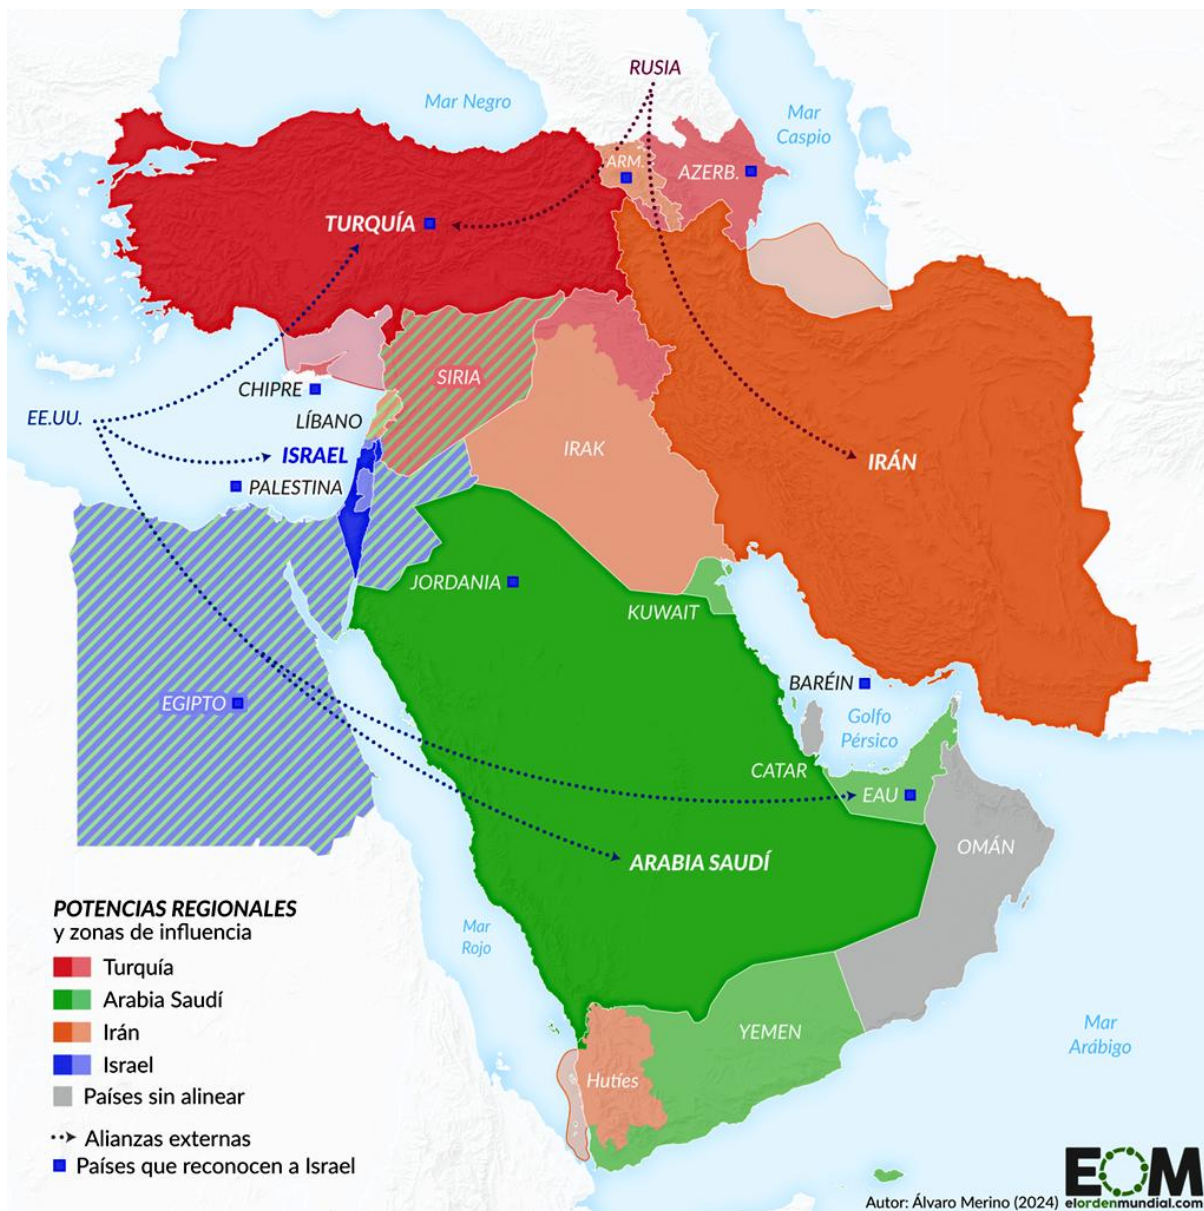 RUSIA
Mar Negro
Mar
Caspio
ARM.
AZERB.
TURQUÍA
SIRIA
CHIPRE
LÍBANO
EE.UU.
ISRAEL
PALESTINA
IRAK
IRÁN
JORDANIA
KUWAIT
EGIPTO
BARÉIN
Golfo
Pérsico
CATAR
EAU
OMÁN
ARABIA SAUDÍ
Mar
Rojo
YEMEN
Hutíes
Mar
Arábigo
POTENCIAS REGIONALES
y zonas de influencia
Turquía
Arabia Saudí
Irán
Israel
Países sin alinear
Alianzas externas
Países que reconocen a Israel
EOM
elordenmundial.com
Autor: Álvaro Merino (2024)